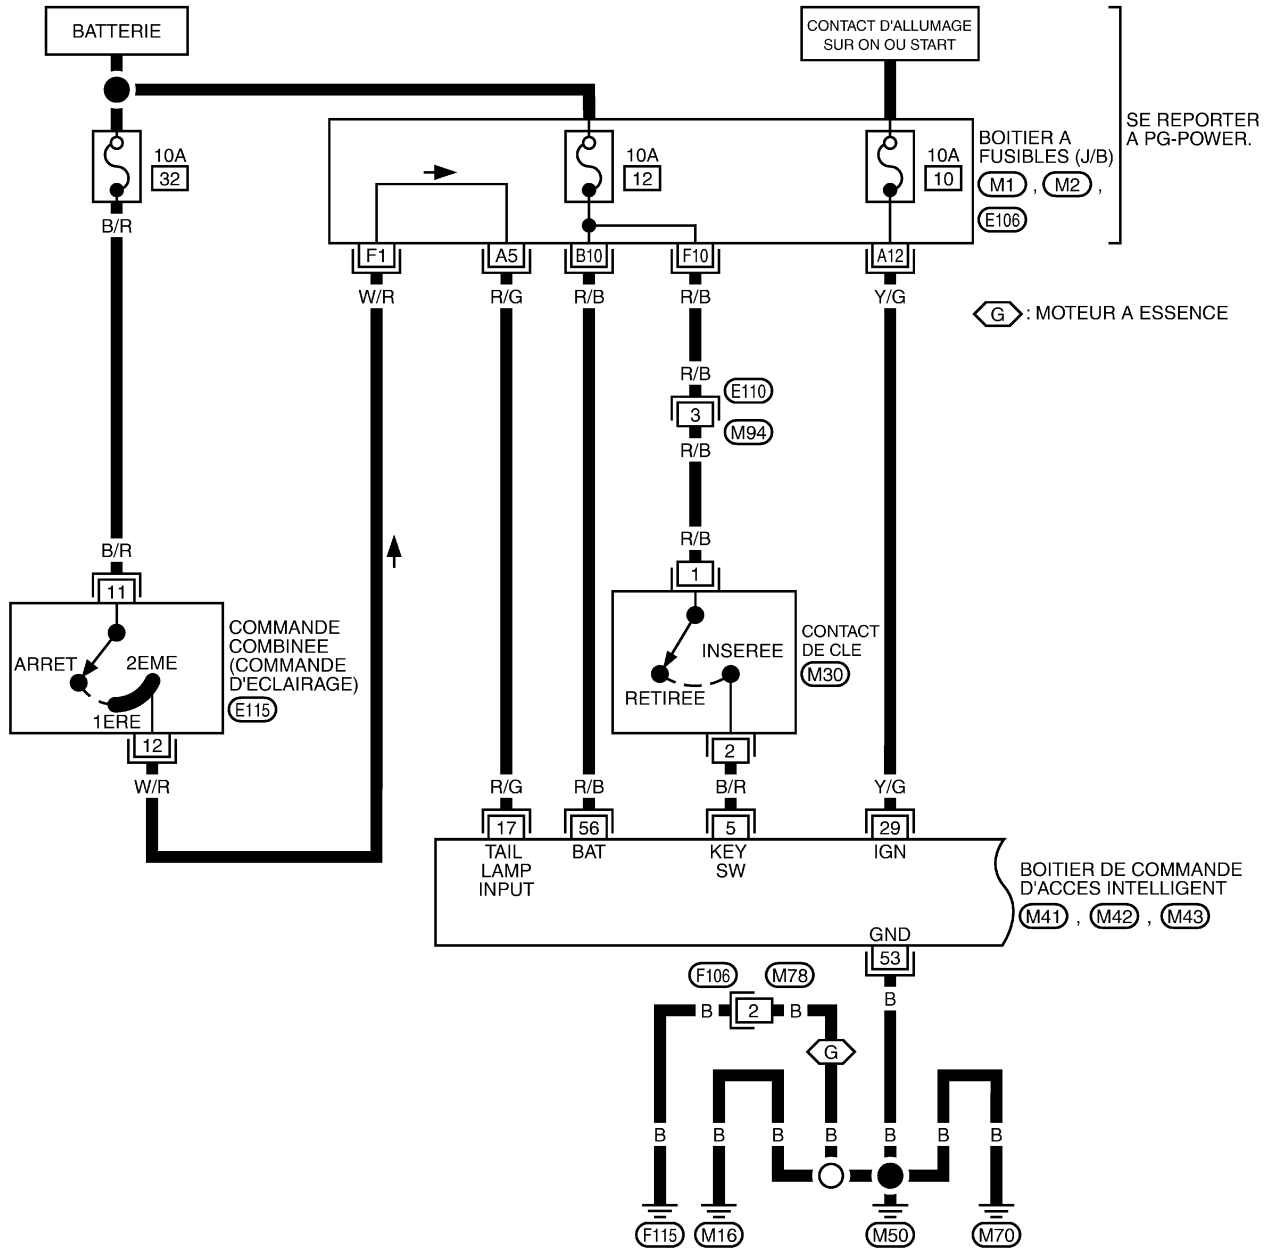 BATTERIE
CONTACT D'ALLUMAGE
SUR ON OU START
SE REPORTER
A PG-POWER.
BOITIER A
FUSIBLES (J/B)
M1 , M2 ,
E106
10A
32
10A
12
10A
10
B/R
F1
A5
B10
F10
A12
W/R
R/G
R/B
R/B
Y/G
G : MOTEUR A ESSENCE
R/B
E110
3
M94
R/B
B/R
R/B
11
1
COMMANDE
COMBINEE
(COMMANDE
D'ECLAIRAGE)
E115
ARRET
2EME
1ERE
12
W/R
CONTACT
DE CLE
M30
INSEREE
RETIREE
2
R/G
R/B
B/R
Y/G
17
56
5
29
TAIL
LAMP
INPUT
BAT
KEY
SW
IGN
BOITIER DE COMMANDE
D'ACCES INTELLIGENT
M41 , M42 , M43
GND
53
F106
M78
B
B
2
B
G
B
B
B
B
B
B
B
F115
M16
M50
M70